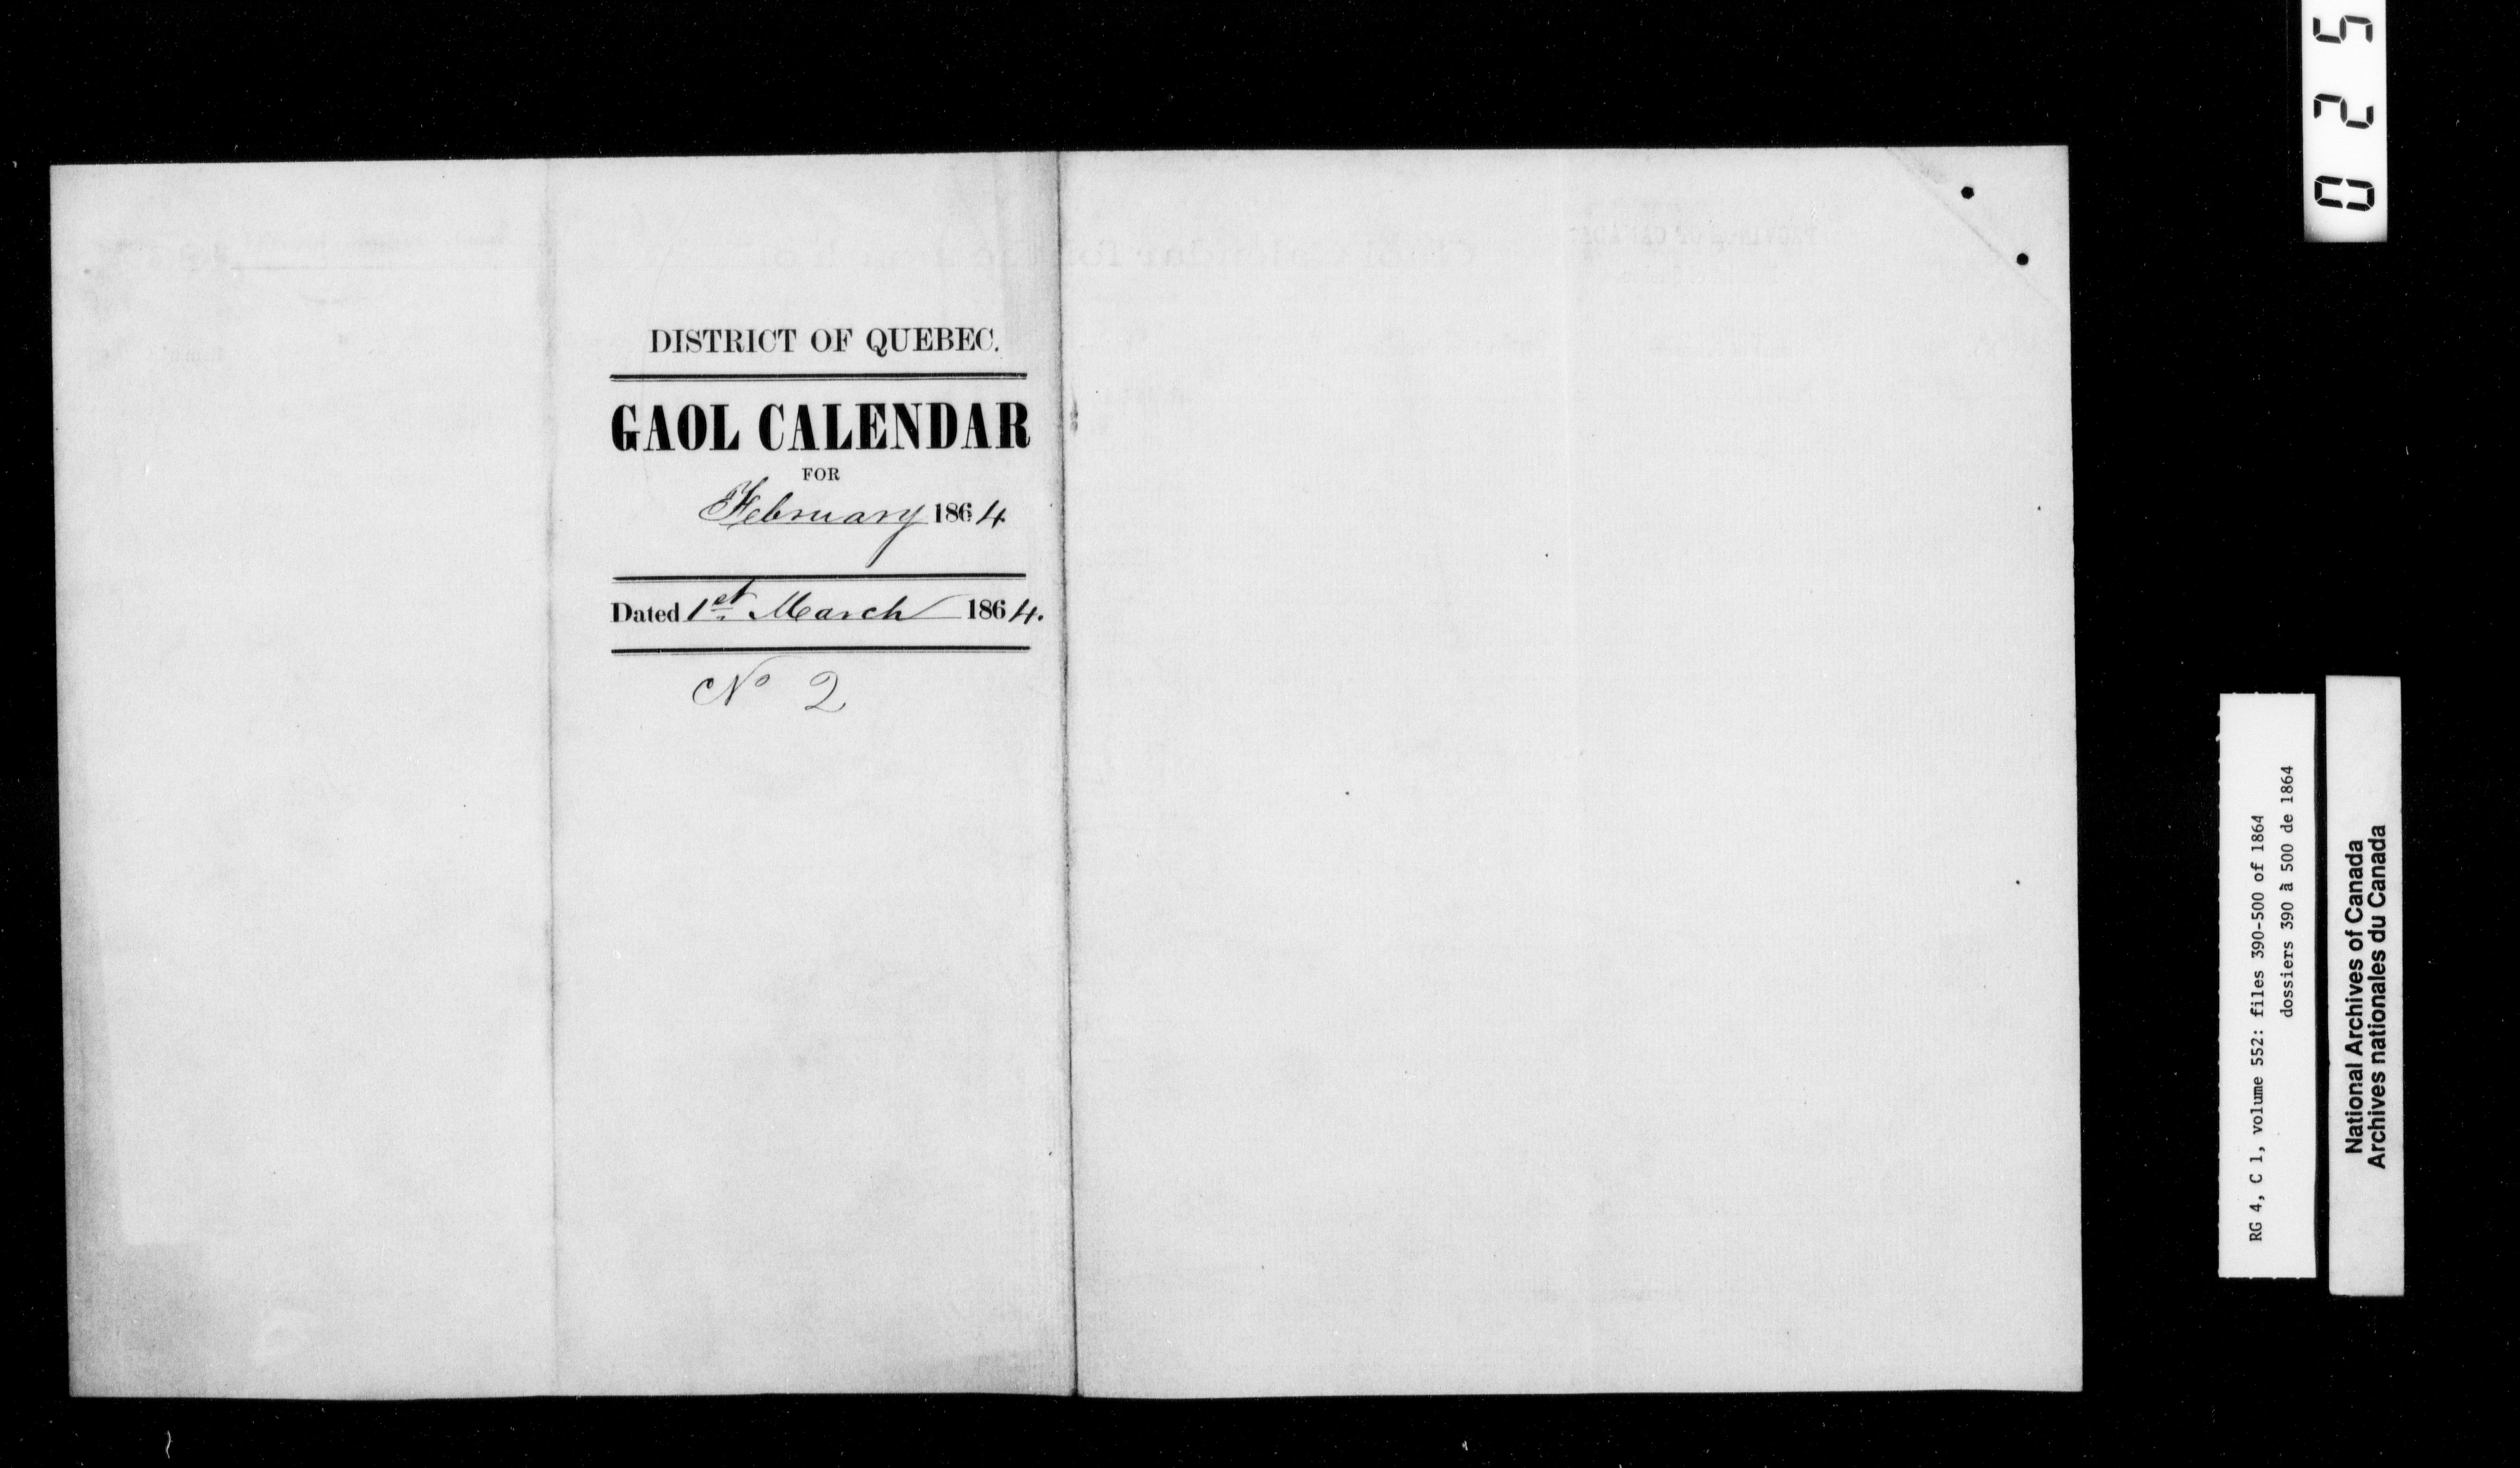 DISTRICT OF QUEBEC.
GAOL CALENDAR
FOR
February 1864
Dated 1st March 1864.
No 2
025
RG 4, C 1, volume 552: files 390-500 of 1864
dossiers 390 à 500 de 1864
National Archives of Canada
Archives nationales du Canada